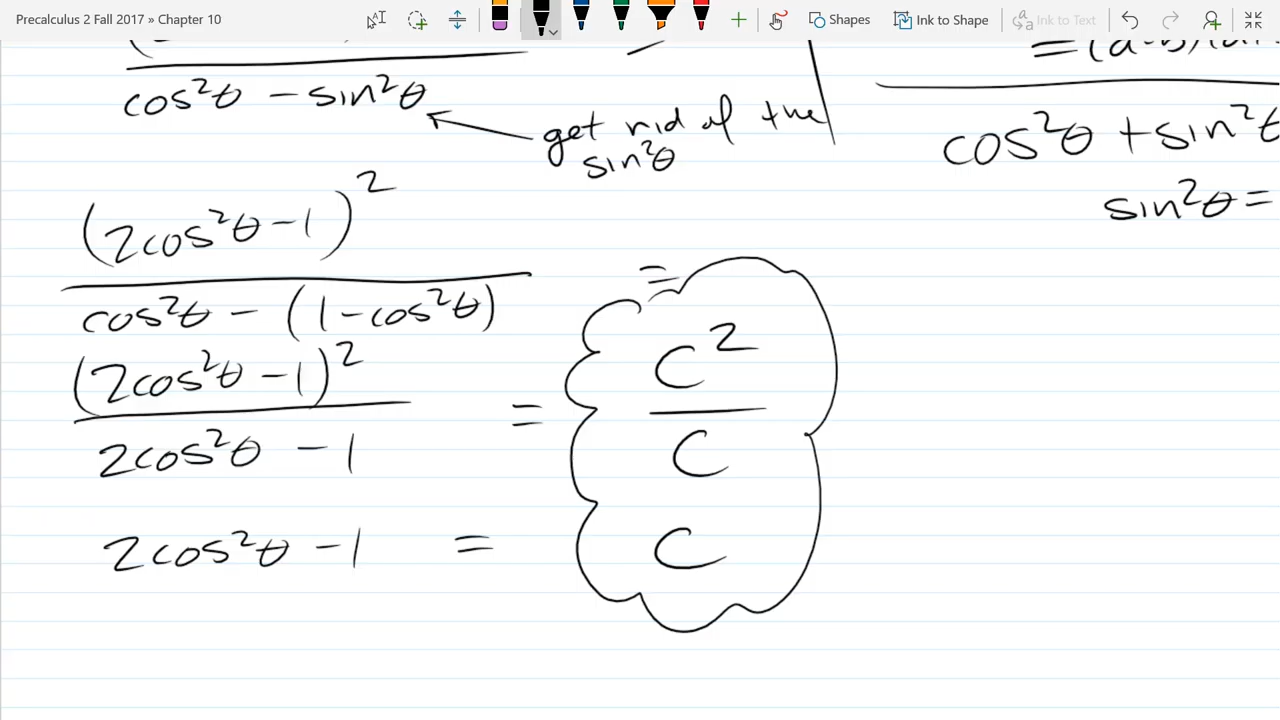 Precalculus 2 Fall 2017 » Chapter 10
Shapes
Ink to Shape
Ink to Text
cos²θ − sin²θ
get rid of the
sin²θ
(2cos²θ − 1)²
cos²θ − (1 − cos²θ)
(2cos²θ − 1)²
2cos²θ − 1
=
=
C²
C
2cos²θ − 1 = C
cos²θ + sin²θ
sin²θ =